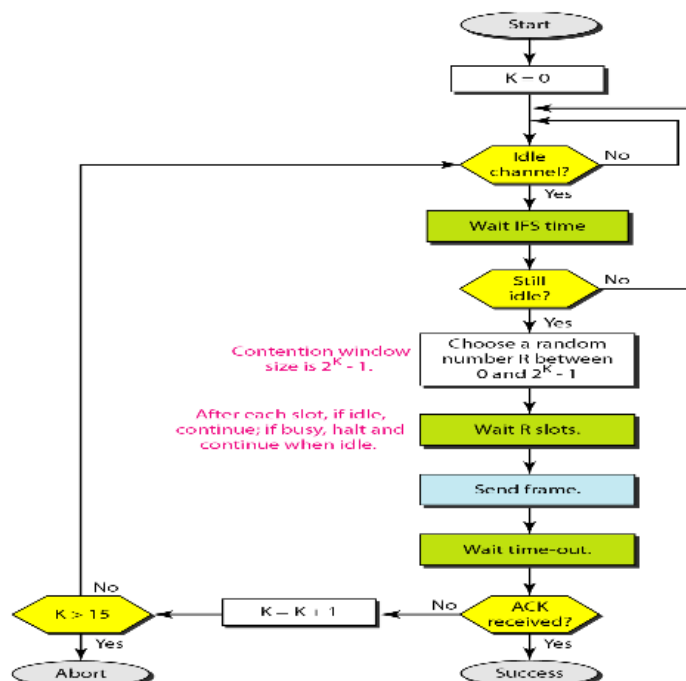 Start
K = 0
Idle
channel?
No
Yes
Wait IFS time
Still
idle?
No
Yes
Contention window
size is 2^K - 1.
Choose a random
number R between
0 and 2^K - 1
After each slot, if idle,
continue; if busy, halt and
continue when idle.
Wait R slots.
Send frame.
Wait time-out.
No
K > 15
K = K + 1
No
ACK
received?
Yes
Yes
Abort
Success